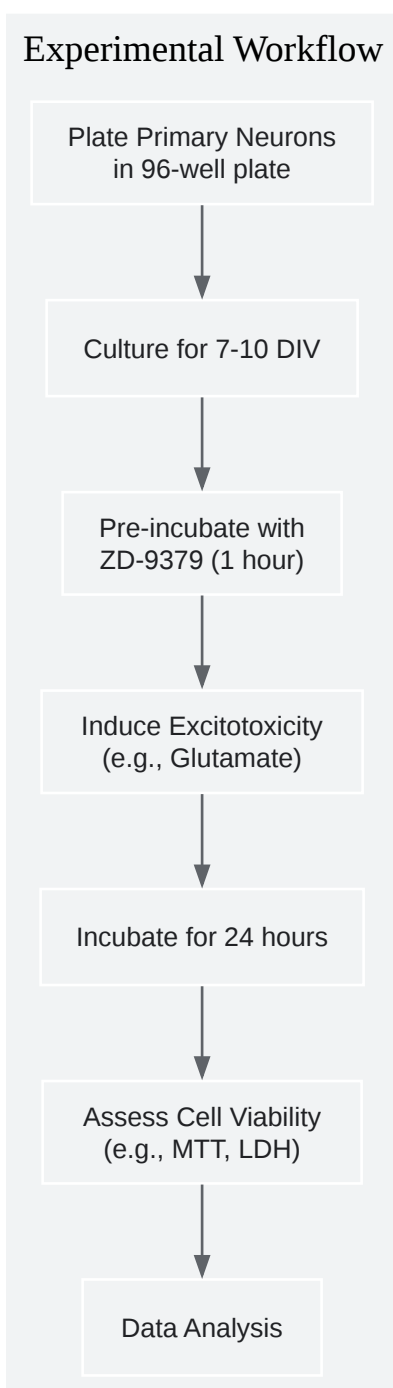 Experimental Workflow
Plate Primary Neurons
in 96-well plate
Culture for 7-10 DIV
Pre-incubate with
ZD-9379 (1 hour)
Induce Excitotoxicity
(e.g., Glutamate)
Incubate for 24 hours
Assess Cell Viability
(e.g., MTT, LDH)
Data Analysis